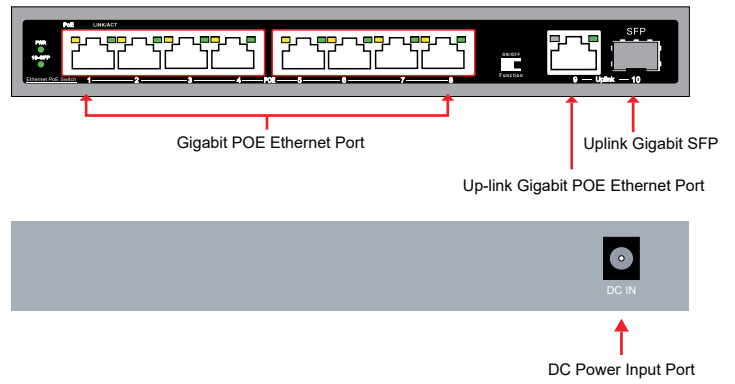 PoE LINK/ACT
SFP
PWR
10-SFP
ON/OFF
Function
Ethernet PoE Switch 1 2 3 4 POE 5 6 7 8 9 Uplink 10
Gigabit POE Ethernet Port
Uplink Gigabit SFP
Up-link Gigabit POE Ethernet Port
DC IN
DC Power Input Port